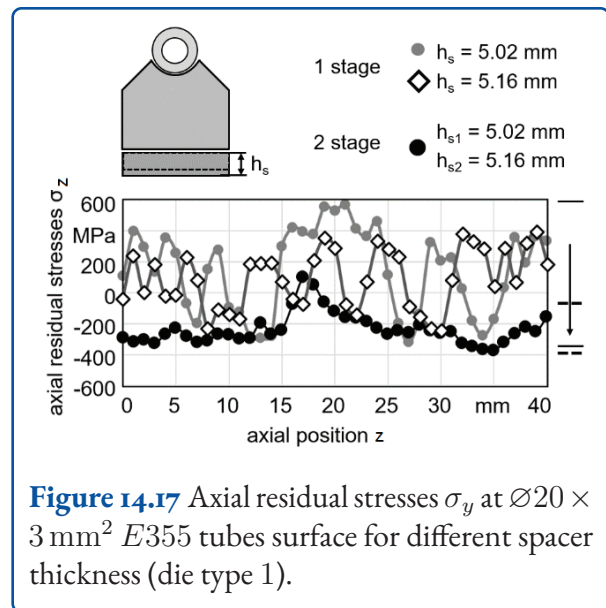 1 stage
h_s = 5.02 mm
h_s = 5.16 mm
2 stage
h_s1 = 5.02 mm
h_s2 = 5.16 mm
h_s
axial residual stresses σ_z
600
MPa
200
0
-200
-400
-600
0 5 10 15 20 25 30 mm 40
axial position z
Figure 14.17 Axial residual stresses σ_y at ∅20 ×
3 mm² E355 tubes surface for different spacer
thickness (die type 1).